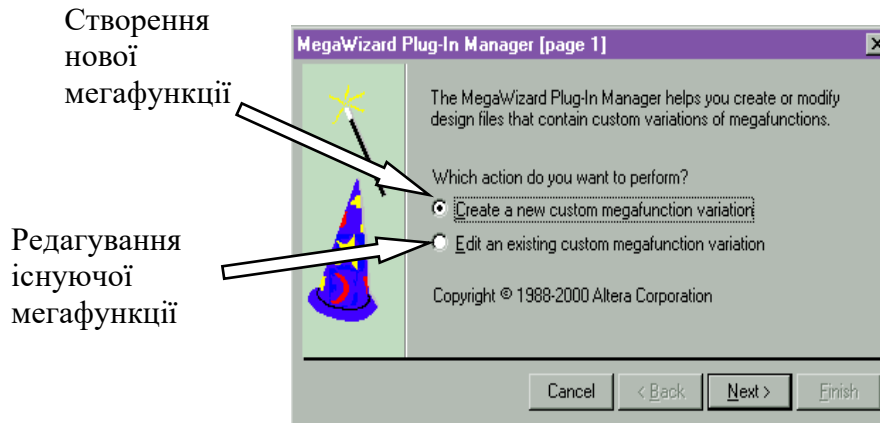 Створення
нової
мегафункції
Редагування
існуючої
мегафункції
MegaWizard Plug-In Manager [page 1]
The MegaWizard Plug-In Manager helps you create or modify
design files that contain custom variations of megafunctions.
Which action do you want to perform?
Create a new custom megafunction variation
Edit an existing custom megafunction variation
Copyright © 1988-2000 Altera Corporation
Cancel
< Back
Next >
Finish